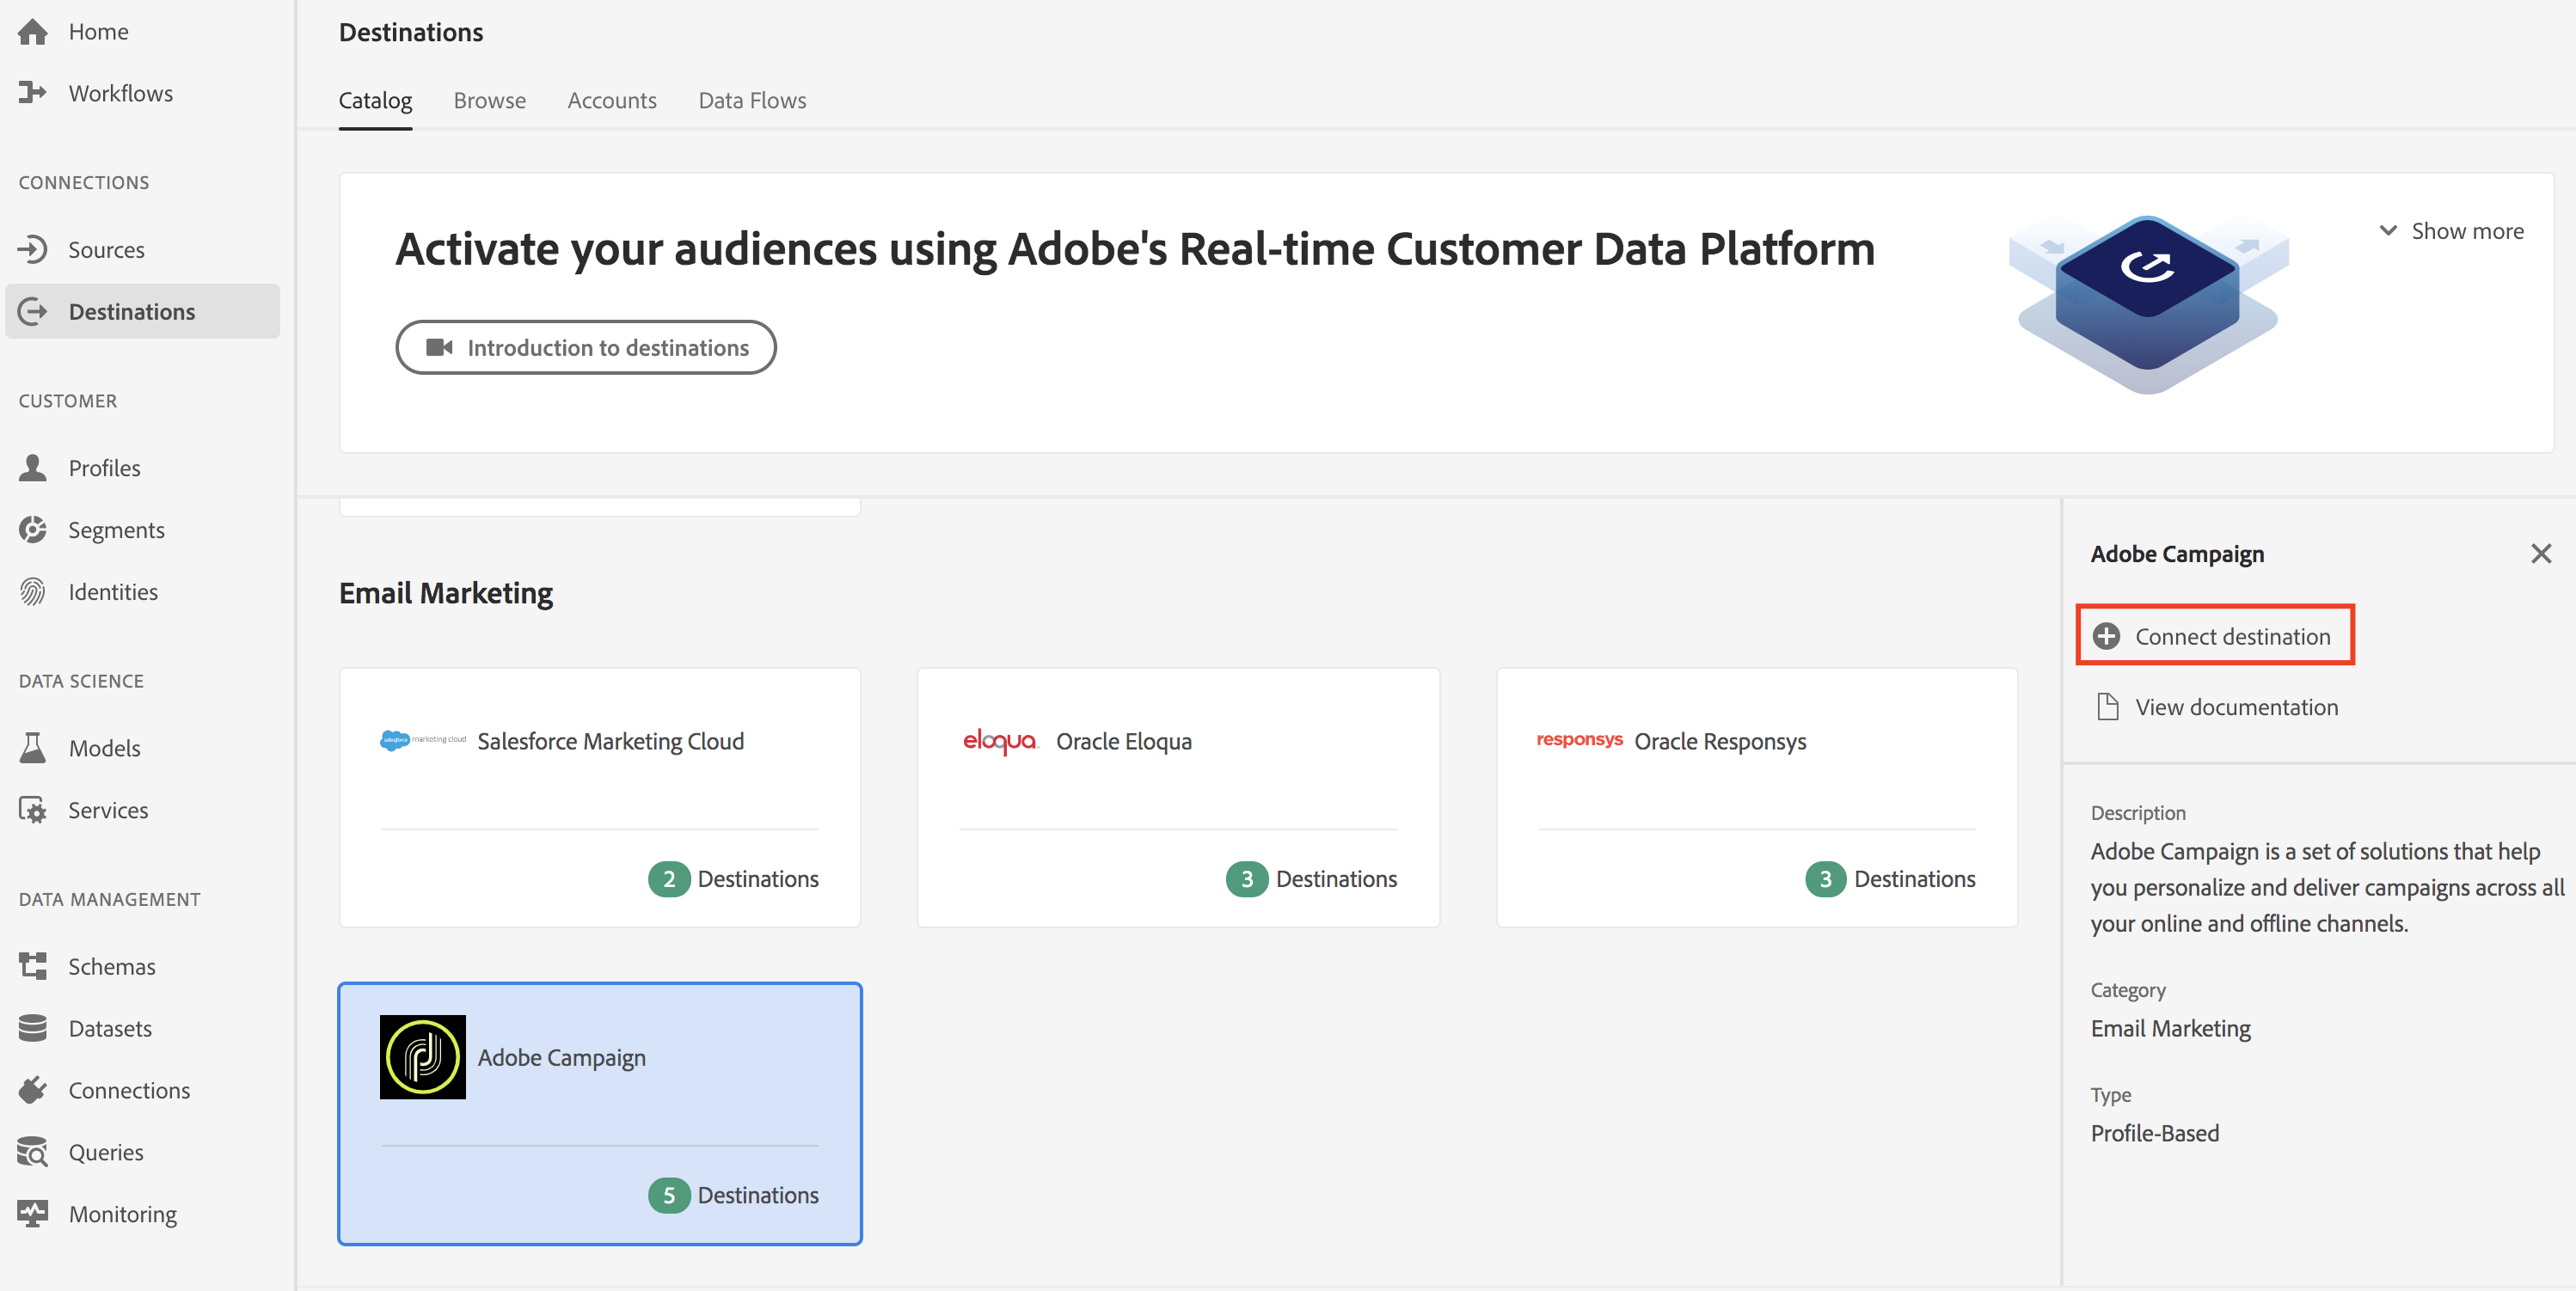 Home
Workflows
CONNECTIONS
Sources
Destinations
CUSTOMER
Profiles
Segments
Identities
DATA SCIENCE
Models
Services
DATA MANAGEMENT
Schemas
Datasets
Connections
Queries
Monitoring
Destinations
Catalog Browse Accounts Data Flows
Activate your audiences using Adobe's Real-time Customer Data Platform
Show more
Introduction to destinations
Email Marketing
salesforce marketing cloud Salesforce Marketing Cloud
2 Destinations
eloqua Oracle Eloqua
3 Destinations
responsys Oracle Responsys
3 Destinations
Adobe Campaign
5 Destinations
Adobe Campaign
Connect destination
View documentation
Description
Adobe Campaign is a set of solutions that help
you personalize and deliver campaigns across all
your online and offline channels.
Category
Email Marketing
Type
Profile-Based